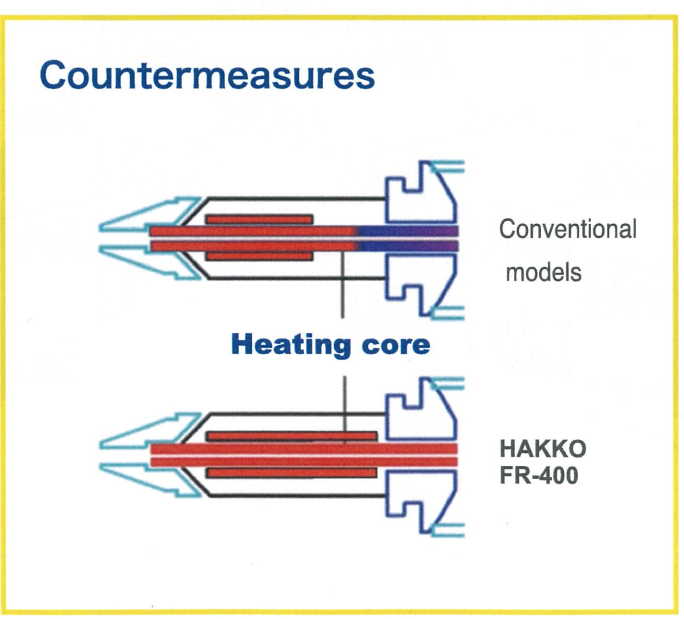 Countermeasures
Conventional
models
Heating core
HAKKO
FR-400